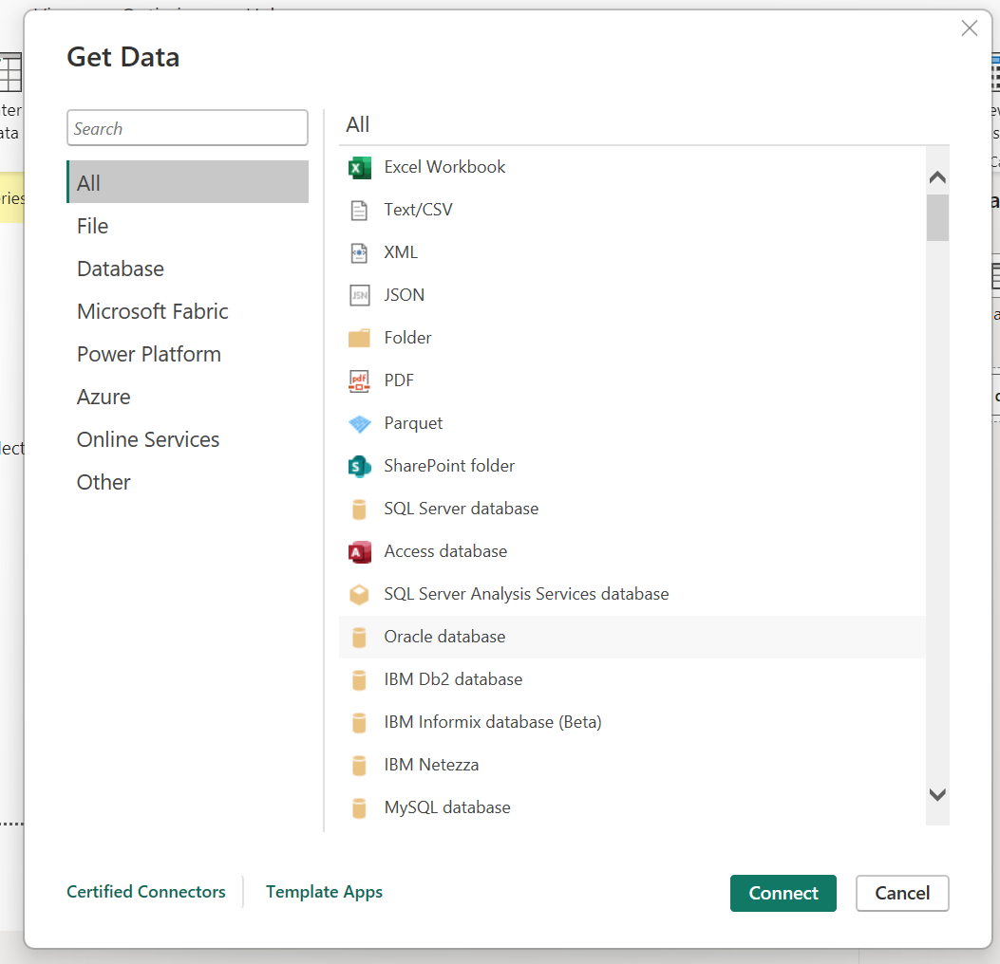 Get Data
Search
All
File
Database
Microsoft Fabric
Power Platform
Azure
Online Services
Other
All
Excel Workbook
Text/CSV
XML
JSN JSON
Folder
pdf PDF
Parquet
S SharePoint folder
SQL Server database
A Access database
SQL Server Analysis Services database
Oracle database
IBM Db2 database
IBM Informix database (Beta)
IBM Netezza
MySQL database
Certified Connectors
Template Apps
Connect
Cancel